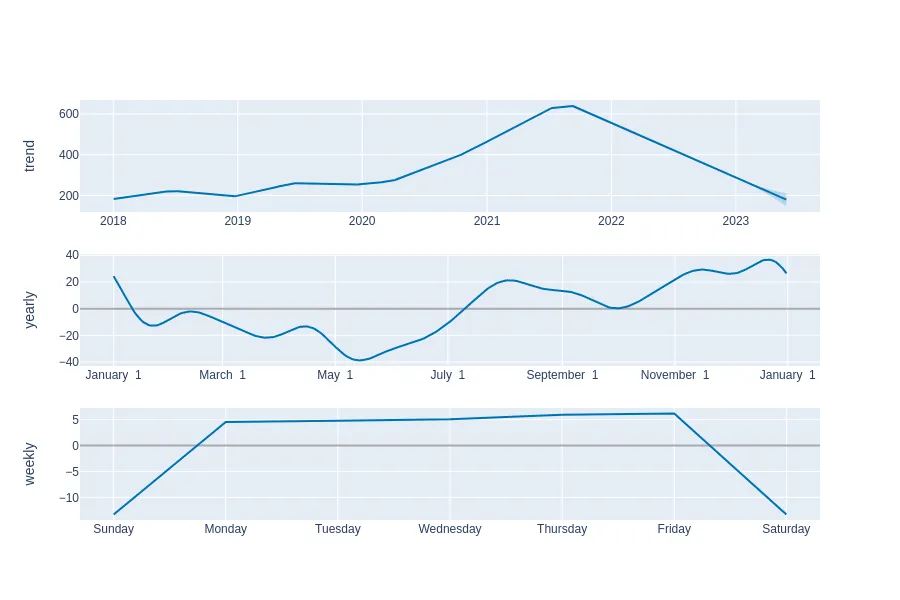 trend
600
400
200
2018 2019 2020 2021 2022 2023
yearly
40
20
0
−20
−40
January 1 March 1 May 1 July 1 September 1 November 1 January 1
weekly
5
0
−5
−10
Sunday Monday Tuesday Wednesday Thursday Friday Saturday